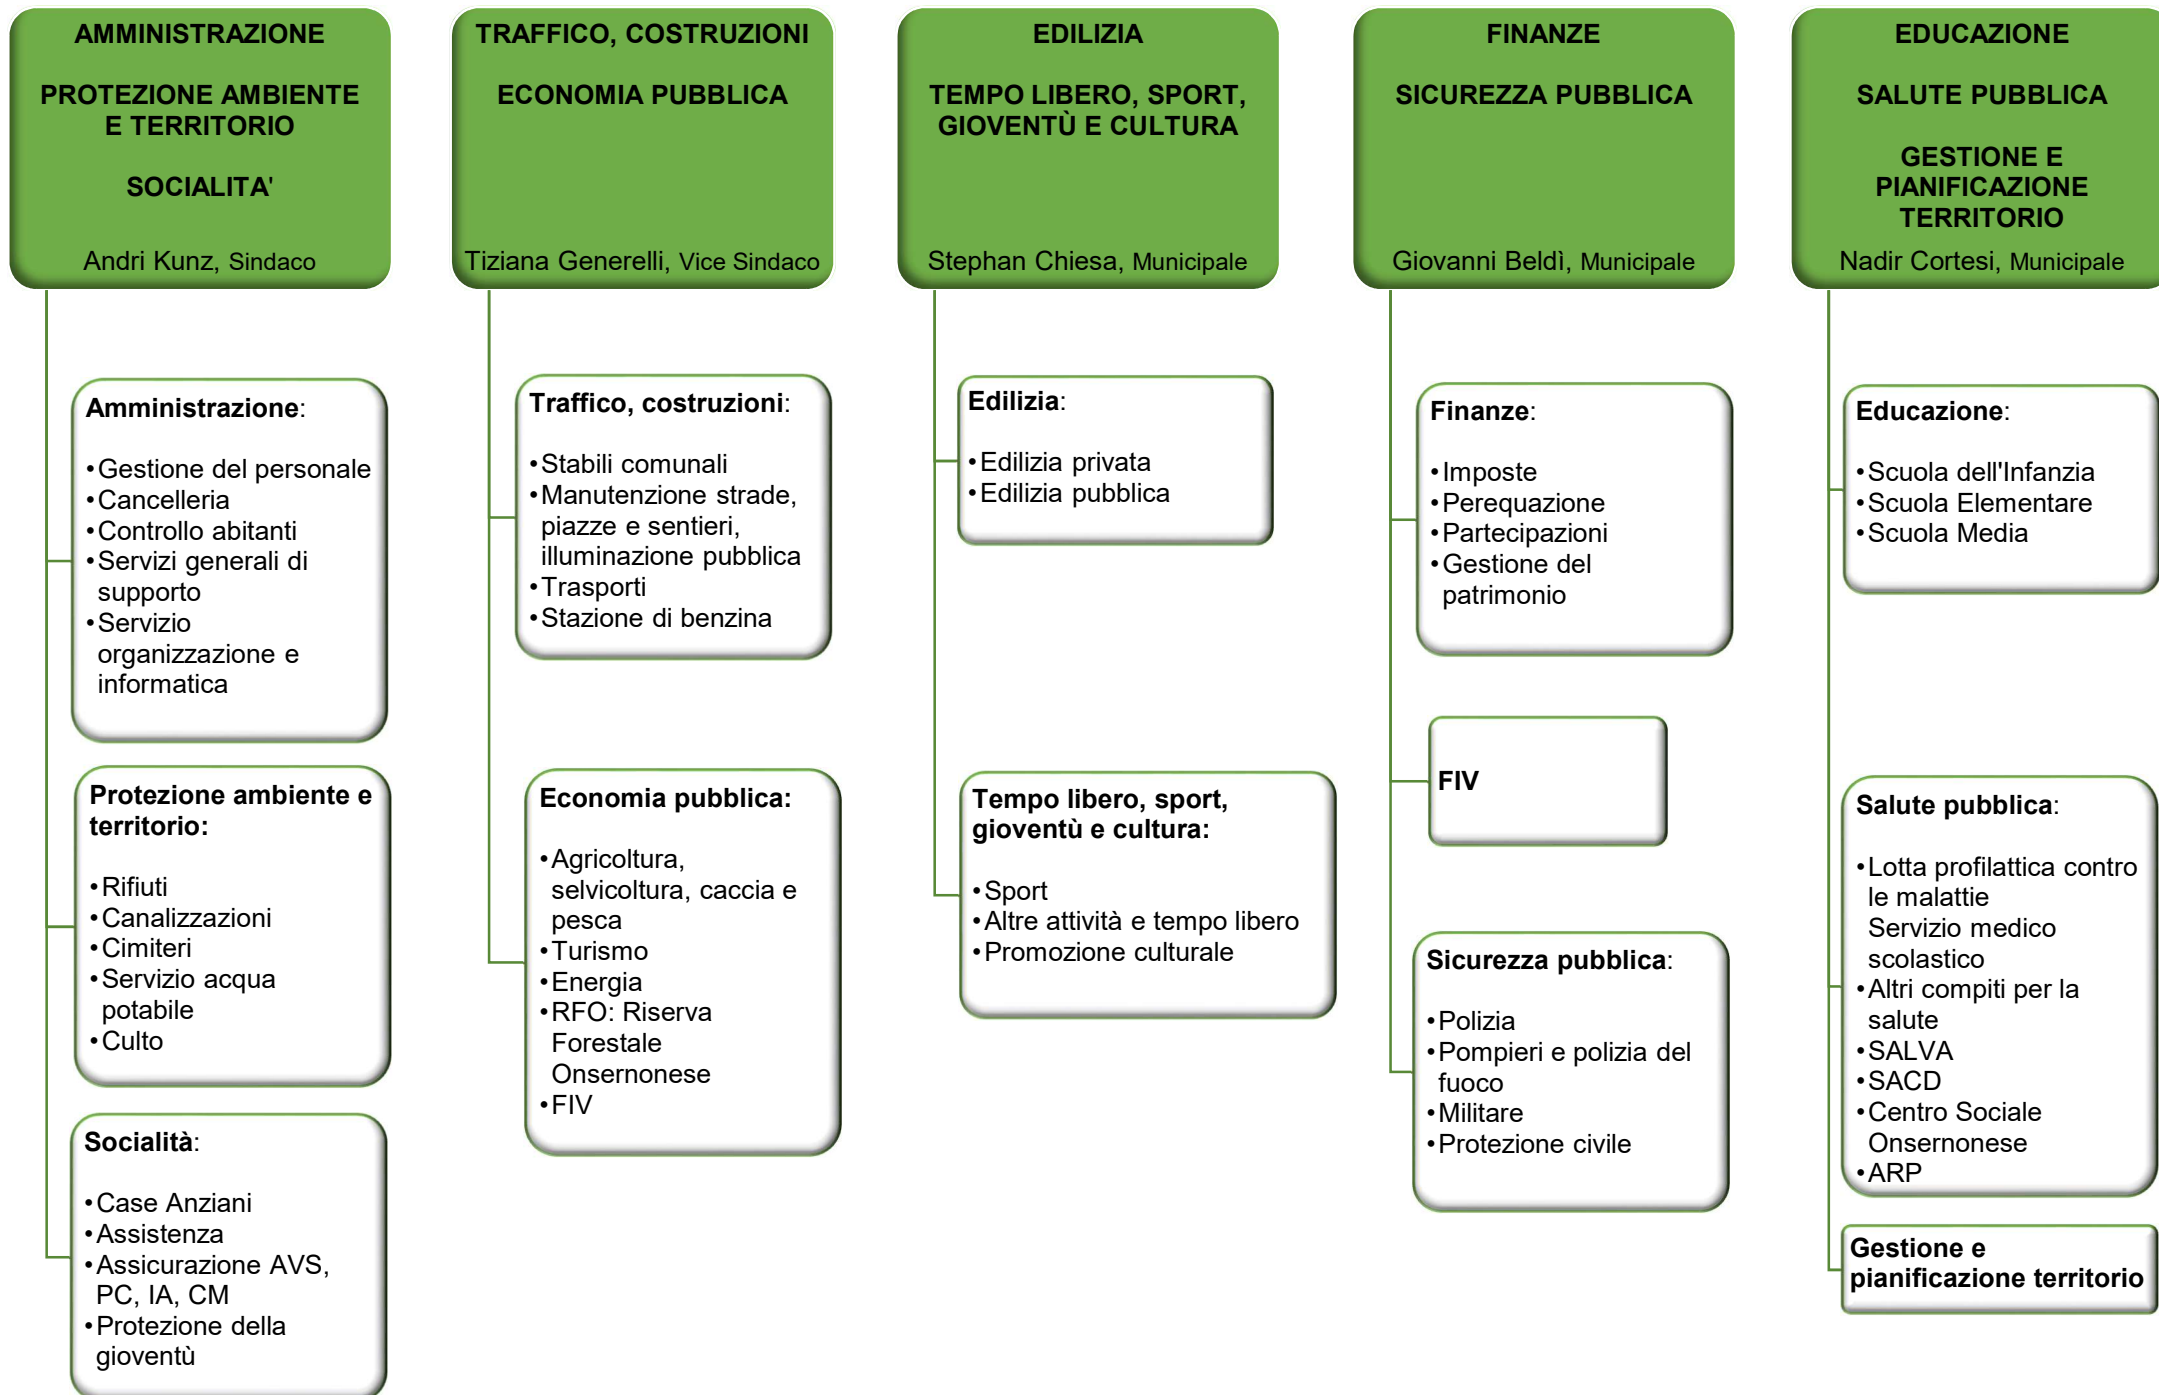 AMMINISTRAZIONE
PROTEZIONE AMBIENTE
E TERRITORIO
SOCIALITA'
Andri Kunz, Sindaco
Amministrazione:
•Gestione del personale
•Cancelleria
•Controllo abitanti
•Servizi generali di
supporto
•Servizio
organizzazione e
informatica
Protezione ambiente e
territorio:
•Rifiuti
•Canalizzazioni
•Cimiteri
•Servizio acqua
potabile
•Culto
Socialità:
•Case Anziani
•Assistenza
•Assicurazione AVS,
PC, IA, CM
•Protezione della
gioventù
TRAFFICO, COSTRUZIONI
ECONOMIA PUBBLICA
Tiziana Generelli, Vice Sindaco
Traffico, costruzioni:
•Stabili comunali
•Manutenzione strade,
piazze e sentieri,
illuminazione pubblica
•Trasporti
•Stazione di benzina
Economia pubblica:
•Agricoltura,
selvicoltura, caccia e
pesca
•Turismo
•Energia
•RFO: Riserva
Forestale
Onsernonese
•FIV
EDILIZIA
TEMPO LIBERO, SPORT,
GIOVENTÙ E CULTURA
Stephan Chiesa, Municipale
Edilizia:
•Edilizia privata
•Edilizia pubblica
Tempo libero, sport,
gioventù e cultura:
•Sport
•Altre attività e tempo libero
•Promozione culturale
FINANZE
SICUREZZA PUBBLICA
Giovanni Beldì, Municipale
Finanze:
•Imposte
•Perequazione
•Partecipazioni
•Gestione del
patrimonio
FIV
Sicurezza pubblica:
•Polizia
•Pompieri e polizia del
fuoco
•Militare
•Protezione civile
EDUCAZIONE
SALUTE PUBBLICA
GESTIONE E
PIANIFICAZIONE
TERRITORIO
Nadir Cortesi, Municipale
Educazione:
•Scuola dell'Infanzia
•Scuola Elementare
•Scuola Media
Salute pubblica:
•Lotta profilattica contro
le malattie
Servizio medico
scolastico
•Altri compiti per la
salute
•SALVA
•SACD
•Centro Sociale
Onsernonese
•ARP
Gestione e
pianificazione territorio